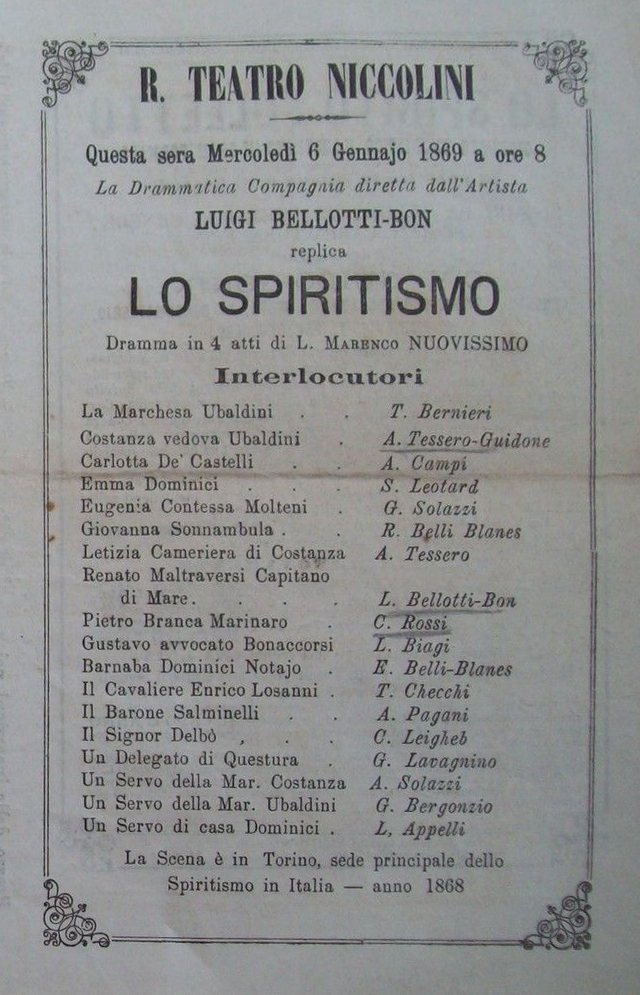 R. TEATRO NICCOLINI
Questa sera Mercoledì 6 Gennajo 1869 a ore 8
La Drammatica Compagnia diretta dall'Artista
LUIGI BELLOTTI-BON
replica
LO SPIRITISMO
Dramma in 4 atti di L. MARENCO NUOVISSIMO
Interlocutori
La Marchesa Ubaldini . . T. Bernieri
Costanza vedova Ubaldini . A. Tessero-Guidone
Carlotta De' Castelli . . A. Campi
Emma Dominici . . . S. Leotard
Eugenia Contessa Molteni . G. Solazzi
Giovanna Sonnambula . . R. Belli Blanes
Letizia Cameriera di Costanza A. Tessero
Renato Maltraversi Capitano
di Mare . . . . L. Bellotti-Bon
Pietro Branca Marinaro . C. Rossi
Gustavo avvocato Bonaccorsi L. Biagi
Barnaba Dominici Notajo . E. Belli-Blanes
Il Cavaliere Enrico Losanni . T. Checchi
Il Barone Salminelli . . A. Pagani
Il Signor Delbò , . . C. Leigheb
Un Delegato di Questura . G. Lavagnino
Un Servo della Mar. Costanza A. Solazzi
Un Servo della Mar. Ubaldini G. Bergonzio
Un Servo di casa Dominici . L, Appelli
La Scena è in Torino, sede principale dello
Spiritismo in Italia — anno 1868